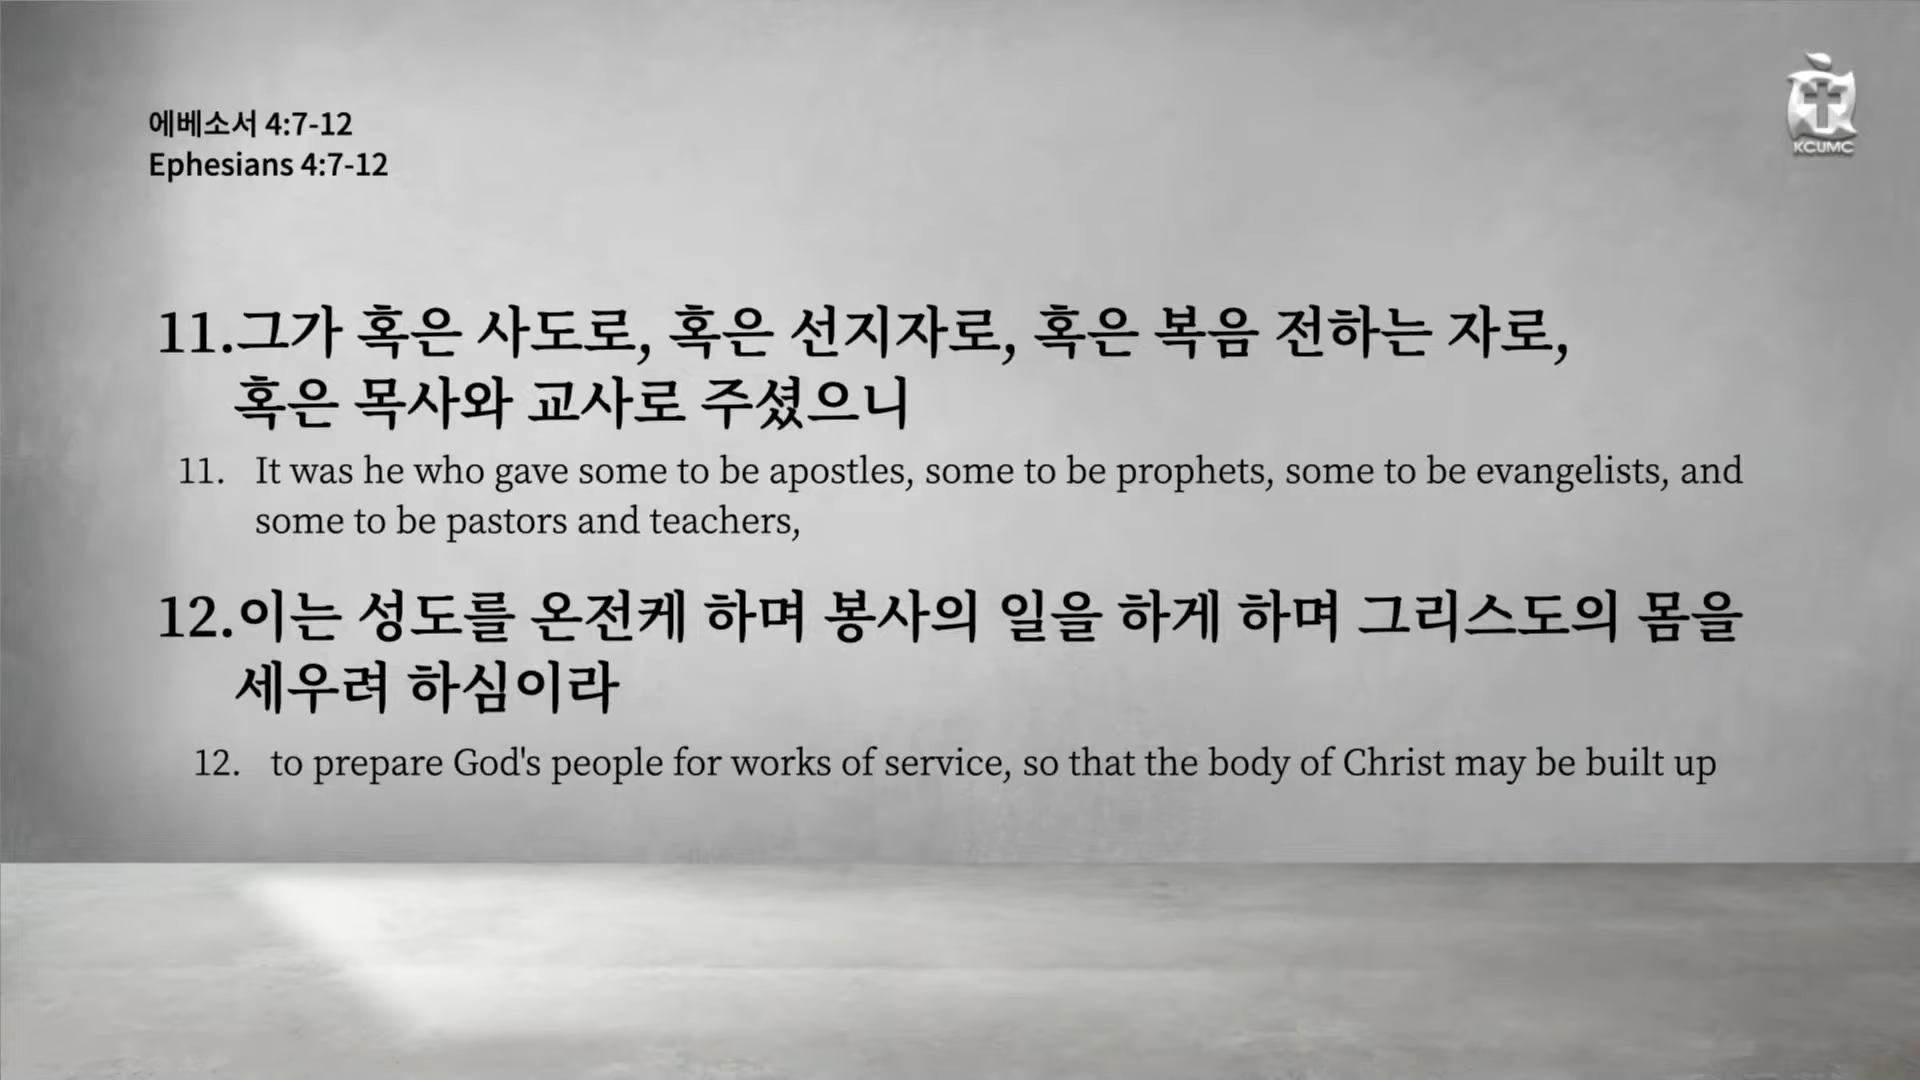 에베소서 4:7-12
Ephesians 4:7-12
KCUMC
11.그가 혹은 사도로, 혹은 선지자로, 혹은 복음 전하는 자로,
혹은 목사와 교사로 주셨으니
11. It was he who gave some to be apostles, some to be prophets, some to be evangelists, and
some to be pastors and teachers,
12.이는 성도를 온전케 하며 봉사의 일을 하게 하며 그리스도의 몸을
세우려 하심이라
12. to prepare God's people for works of service, so that the body of Christ may be built up